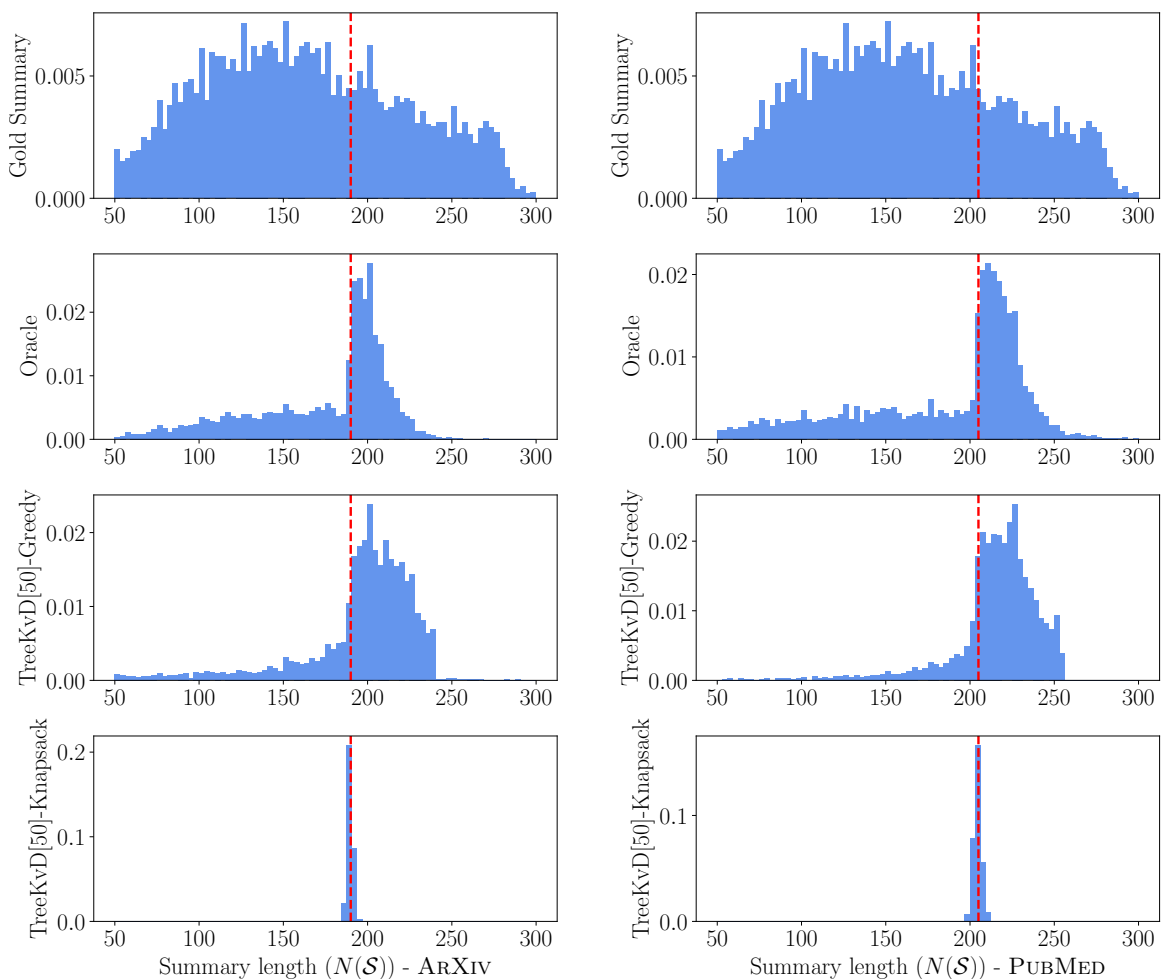 Gold Summary
0.005
0.000
50 100 150 200 250 300
Gold Summary
0.005
0.000
50 100 150 200 250 300
Oracle
0.02
0.01
0.00
50 100 150 200 250 300
Oracle
0.02
0.01
0.00
50 100 150 200 250 300
TreeKvD[50]-Greedy
0.02
0.01
0.00
50 100 150 200 250 300
TreeKvD[50]-Greedy
0.02
0.01
0.00
50 100 150 200 250 300
TreeKvD[50]-Knapsack
0.2
0.1
0.0
50 100 150 200 250 300
Summary length (N(𝒮)) - ARXIV
TreeKvD[50]-Knapsack
0.1
0.0
50 100 150 200 250 300
Summary length (N(𝒮)) - PUBMED